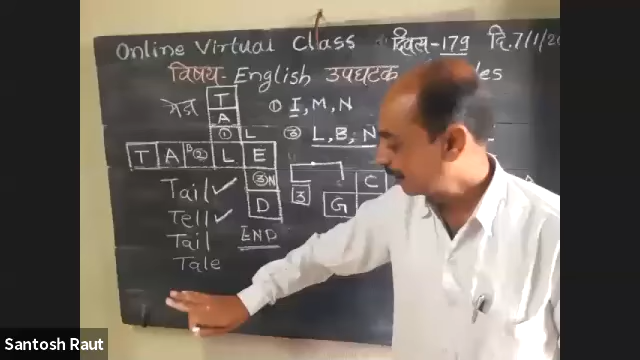 Online Virtual Class दिवस-179 दि.7/1/20
विषय- English उपघटक
T
A
① L
T A B② L E
③N
D
① I, M, N
③ L, B, N
3
C
G
Tail ✓
Tell ✓
Tail
Tale
END
Santosh Raut